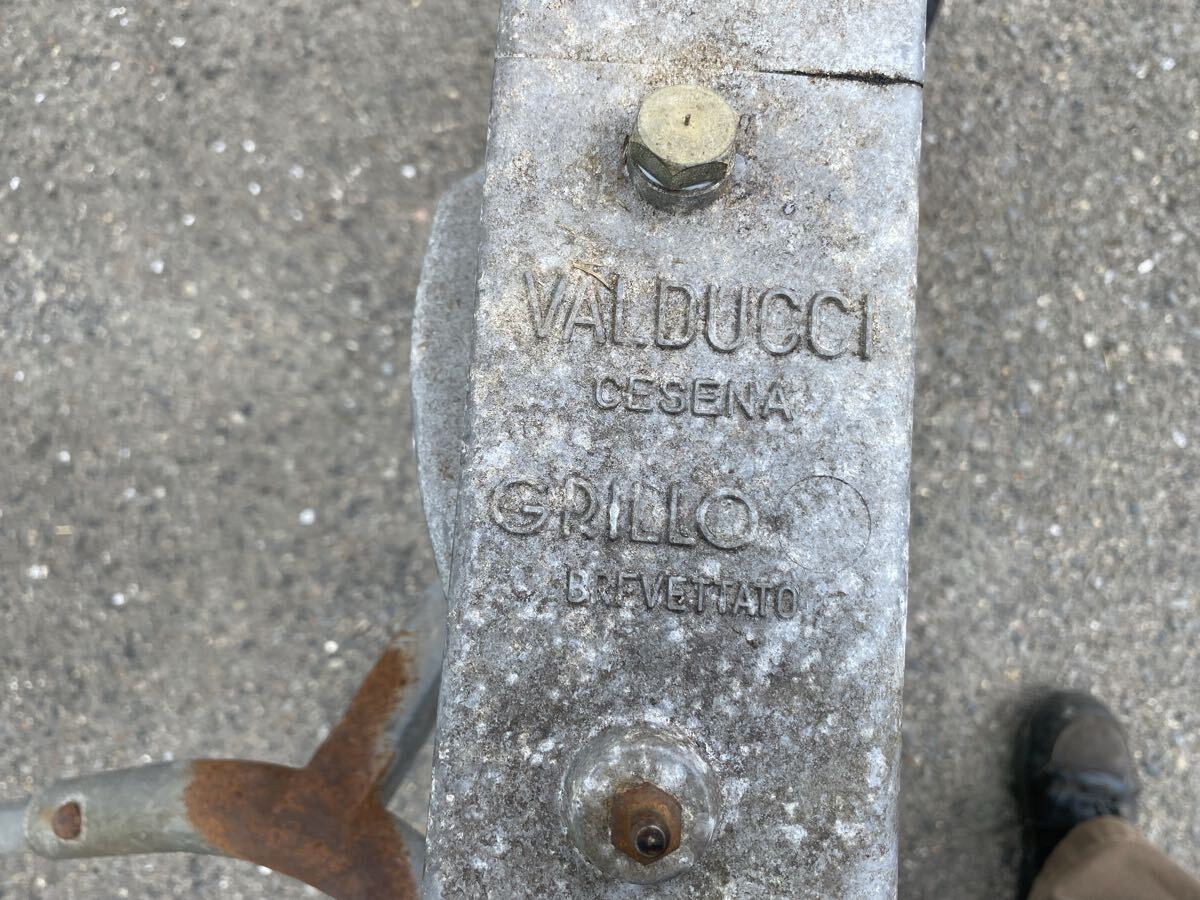 VALDUCCI
CESENA
GRILLO
BREVETTATO